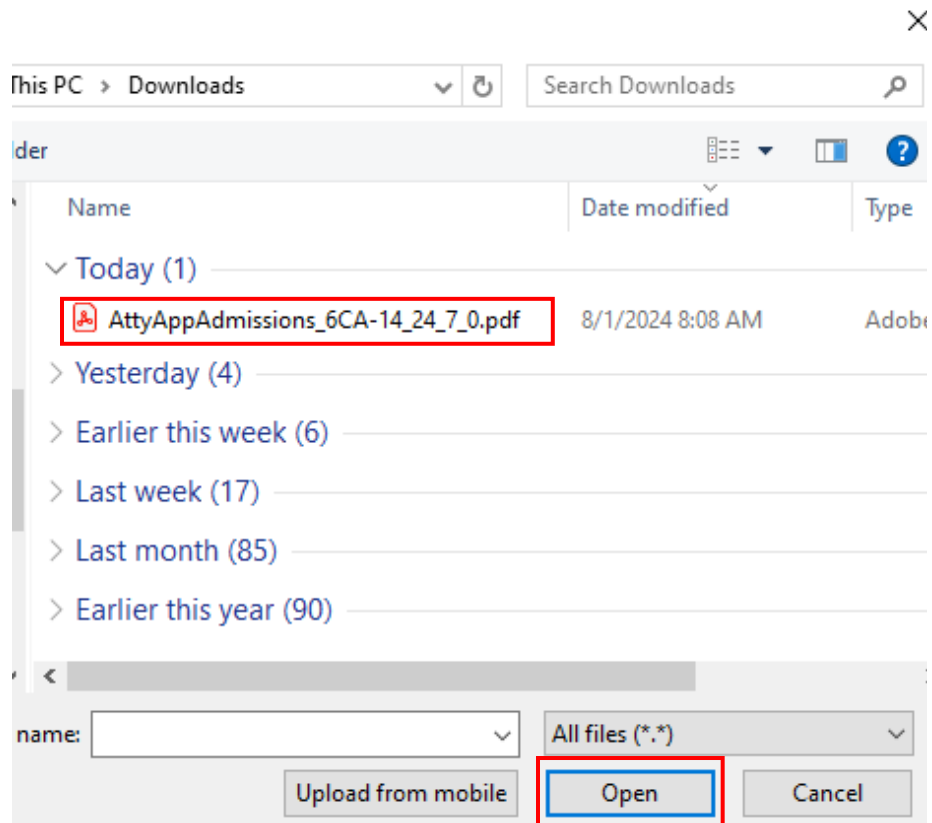 This PC > Downloads
Search Downloads
lder
?
Name
Date modified
Type
Today (1)
AttyAppAdmissions_6CA-14_24_7_0.pdf
8/1/2024 8:08 AM
Adobe
Yesterday (4)
Earlier this week (6)
Last week (17)
Last month (85)
Earlier this year (90)
name:
All files (*.*)
Upload from mobile
Open
Cancel